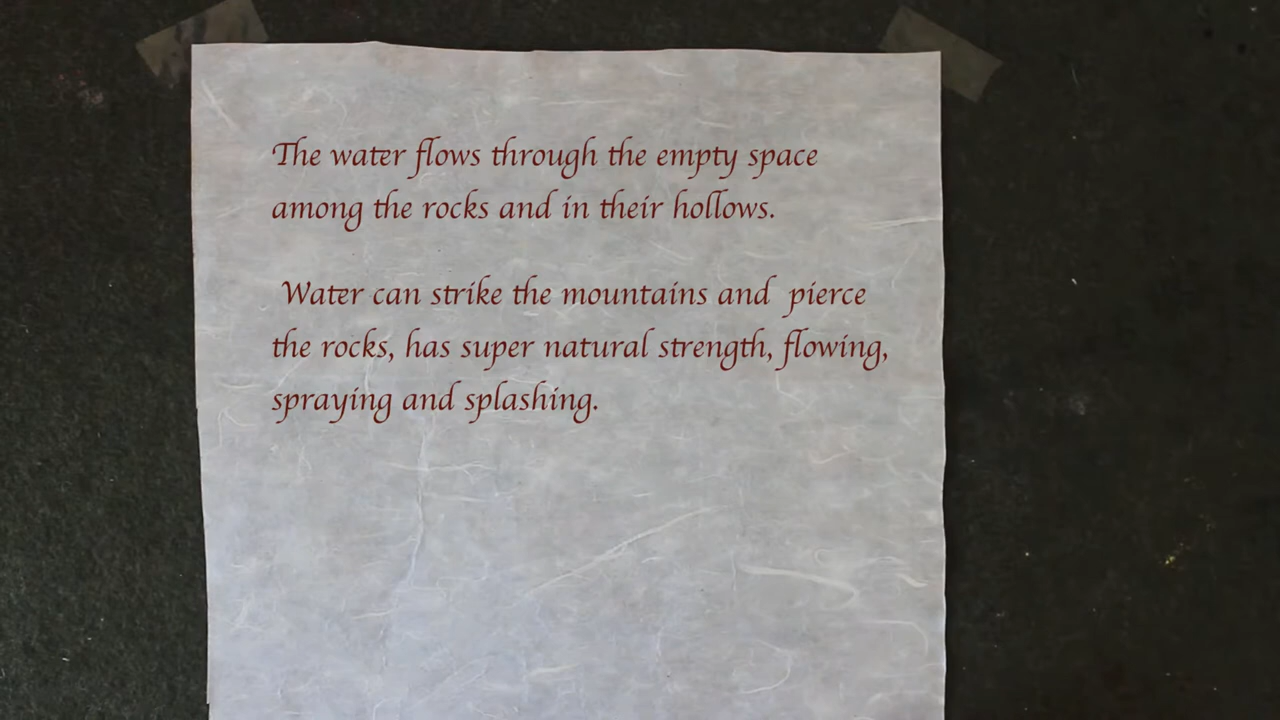 The water flows through the empty space
among the rocks and in their hollows.
Water can strike the mountains and  pierce
the rocks, has super natural strength, flowing,
spraying and splashing.